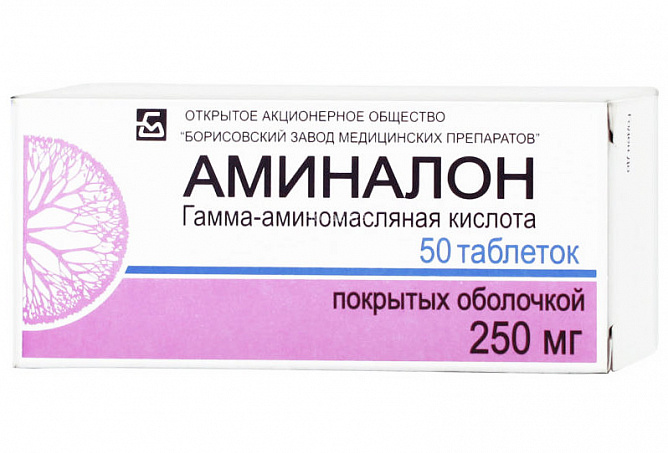 ОТКРЫТОЕ АКЦИОНЕРНОЕ ОБЩЕСТВО
"БОРИСОВСКИЙ ЗАВОД МЕДИЦИНСКИХ ПРЕПАРАТОВ"
АМИНАЛОН
Гамма-аминомасляная кислота
50 таблеток
покрытых оболочкой
250 мг